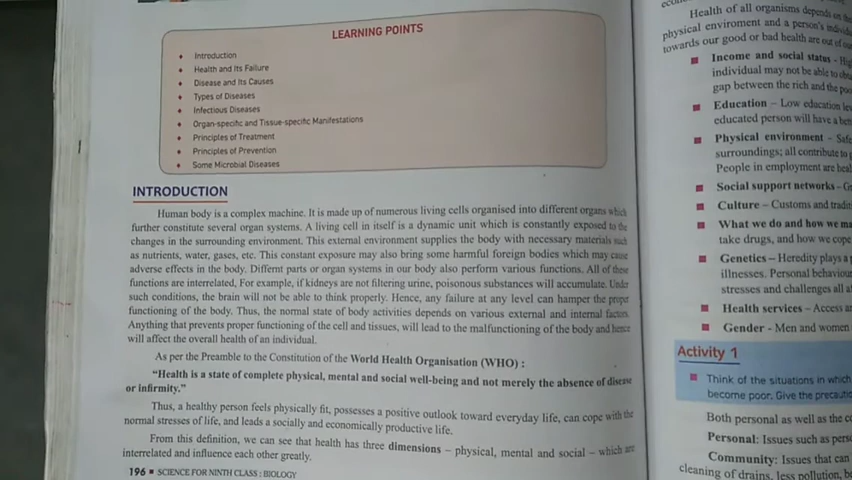 LEARNING POINTS
Introduction
Health and Its Failure
Disease and Its Causes
Types of Diseases
Infectious Diseases
Organ-specific and Tissue-specific Manifestations
Principles of Treatment
Principles of Prevention
Some Microbial Diseases
INTRODUCTION
Human body is a complex machine. It is made up of numerous living cells organised into different organs which
further constitute several organ systems. A living cell in itself is a dynamic unit which is constantly exposed to the
changes in the surrounding environment. This external environment supplies the body with necessary materials such
as nutrients, water, gases, etc. This constant exposure may also bring some harmful foreign bodies which may cause
adverse effects in the body. Differnt parts or organ systems in our body also perform various functions. All of these
functions are interrelated, For example, if kidneys are not filtering urine, poisonous substances will accumulate. Under
such conditions, the brain will not be able to think properly. Hence, any failure at any level can hamper the proper
functioning of the body. Thus, the normal state of body activities depends on various external and internal factors.
Anything that prevents proper functioning of the cell and tissues, will lead to the malfunctioning of the body and hence
will affect the overall health of an individual.
As per the Preamble to the Constitution of the World Health Organisation (WHO) :
“Health is a state of complete physical, mental and social well-being and not merely the absence of disease
or infirmity.”
Thus, a healthy person feels physically fit, possesses a positive outlook toward everyday life, can cope with the
normal stresses of life, and leads a socially and economically productive life.
From this definition, we can see that health has three dimensions – physical, mental and social – which are
interrelated and influence each other greatly.
196 ■ SCIENCE FOR NINTH CLASS : BIOLOGY
Health of all organisms depends on the
physical enviroment and a person's
towards our good or bad health are out of
Income and social status -
individual may not be able to
gap between the rich and the
Education – Low education
educated person will have a
Physical environment -
surroundings; all contribute to
People in employment are
Social support networks –
Culture – Customs and
What we do and how we
take drugs, and how we cope
Genetics – Heredity plays a
illnesses. Personal
stresses and challenges all
Health services – Access
Gender - Men and women
Activity 1
Think of the situations in which
become poor. Give the
Both personal as well as the
Personal: Issues such as
Community: Issues that can
cleaning of drains, less pollution,